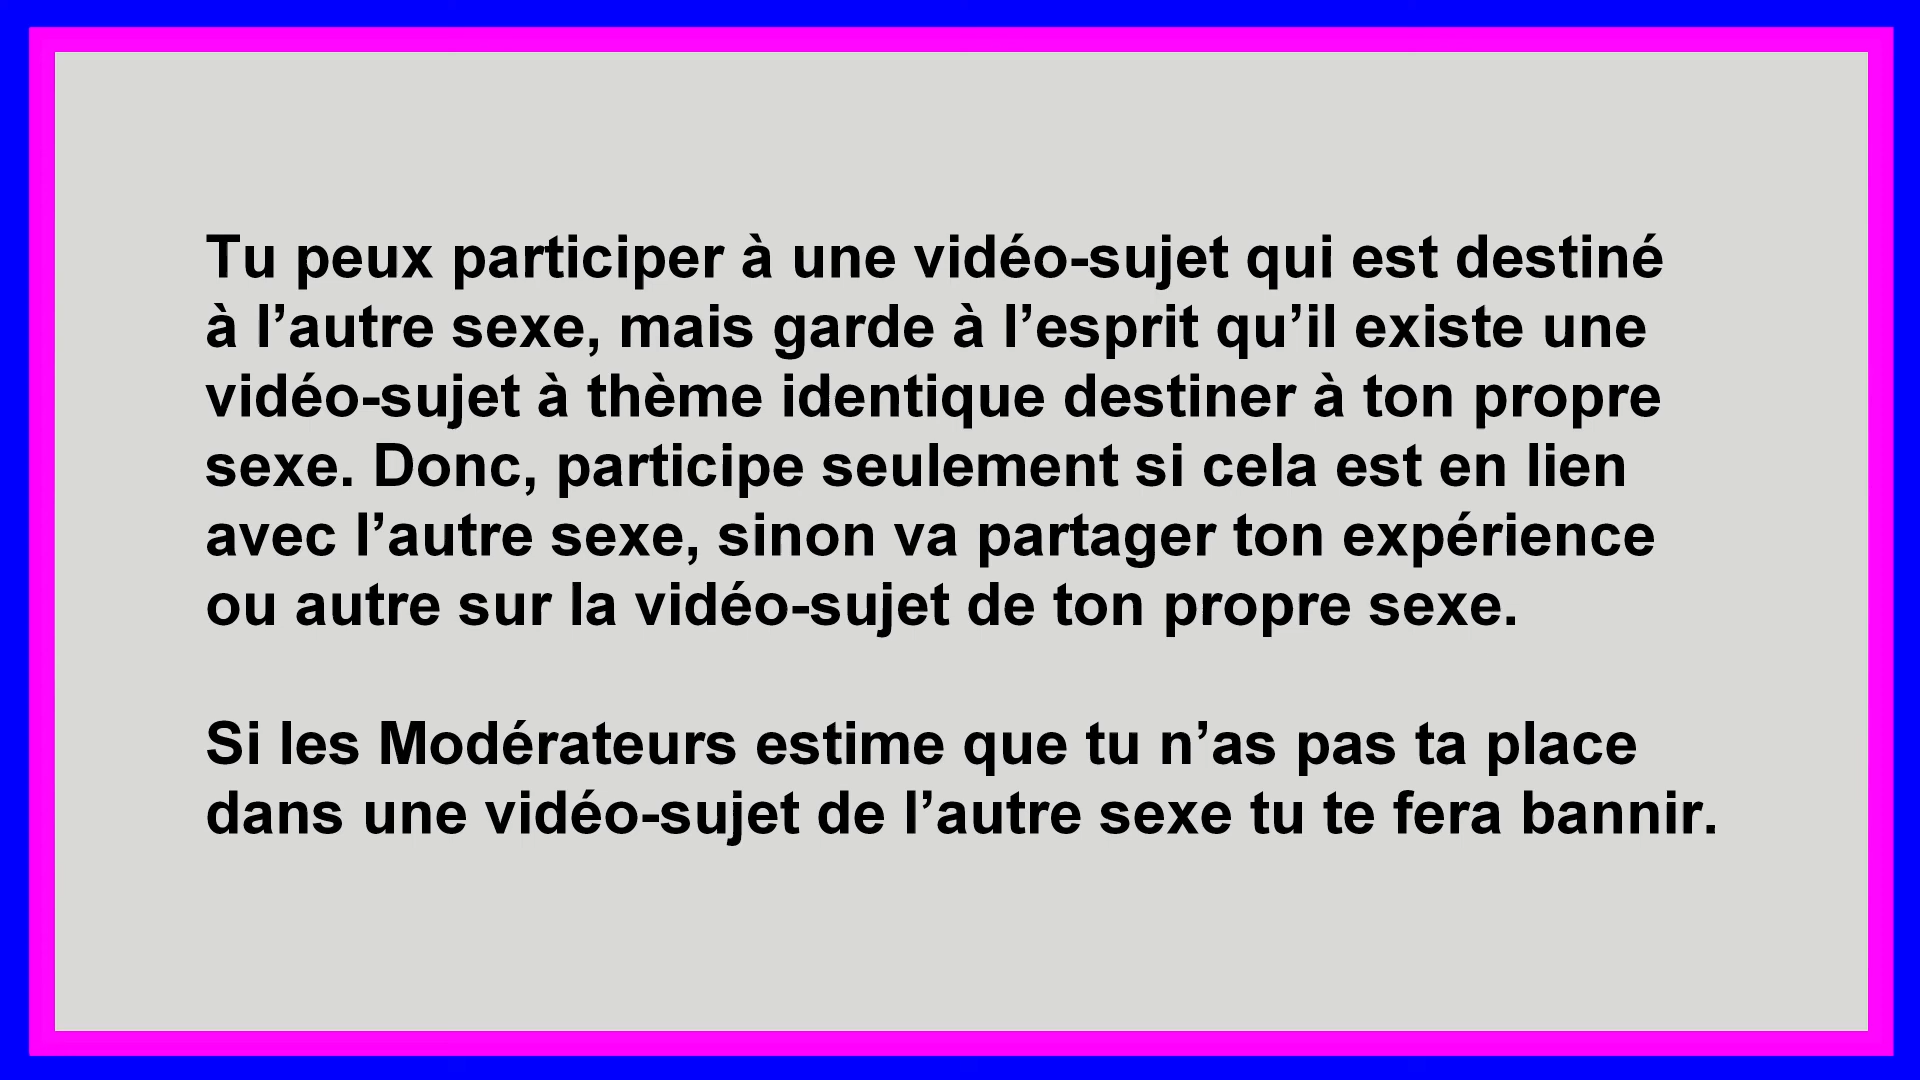 Tu peux participer à une vidéo-sujet qui est destiné
à l’autre sexe, mais garde à l’esprit qu’il existe une
vidéo-sujet à thème identique destiner à ton propre
sexe. Donc, participe seulement si cela est en lien
avec l’autre sexe, sinon va partager ton expérience
ou autre sur la vidéo-sujet de ton propre sexe.
Si les Modérateurs estime que tu n’as pas ta place
dans une vidéo-sujet de l’autre sexe tu te fera bannir.